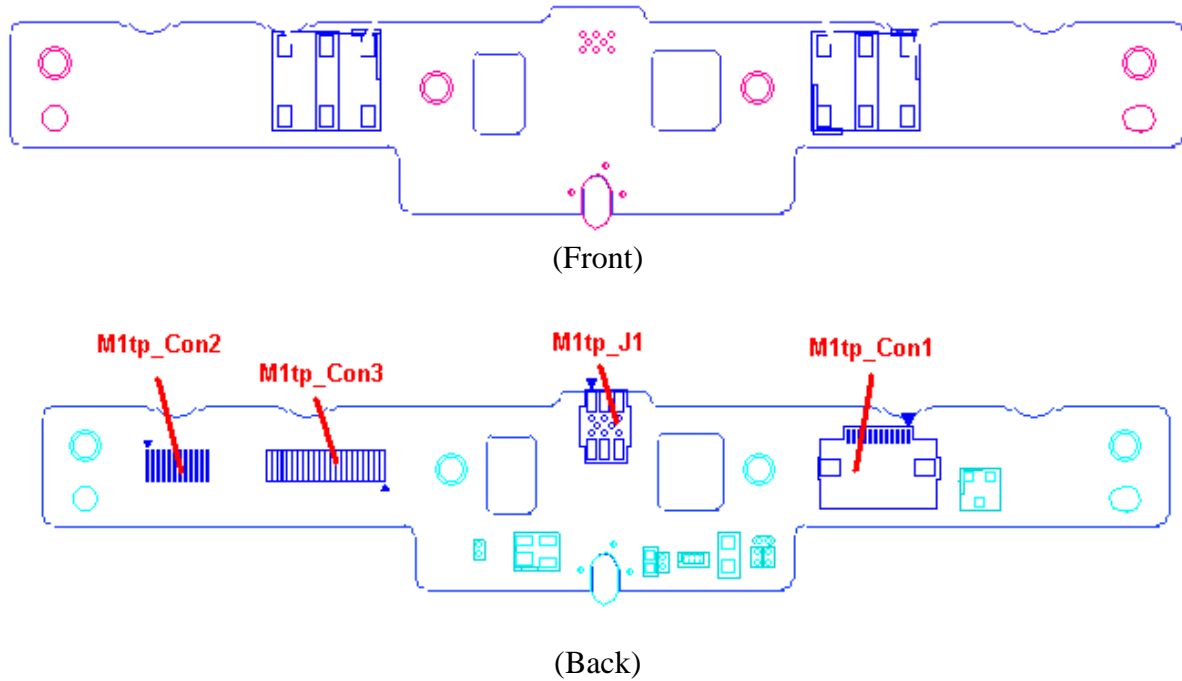 (Front)
M1tp_Con2
M1tp_Con3
M1tp_J1
M1tp_Con1
(Back)